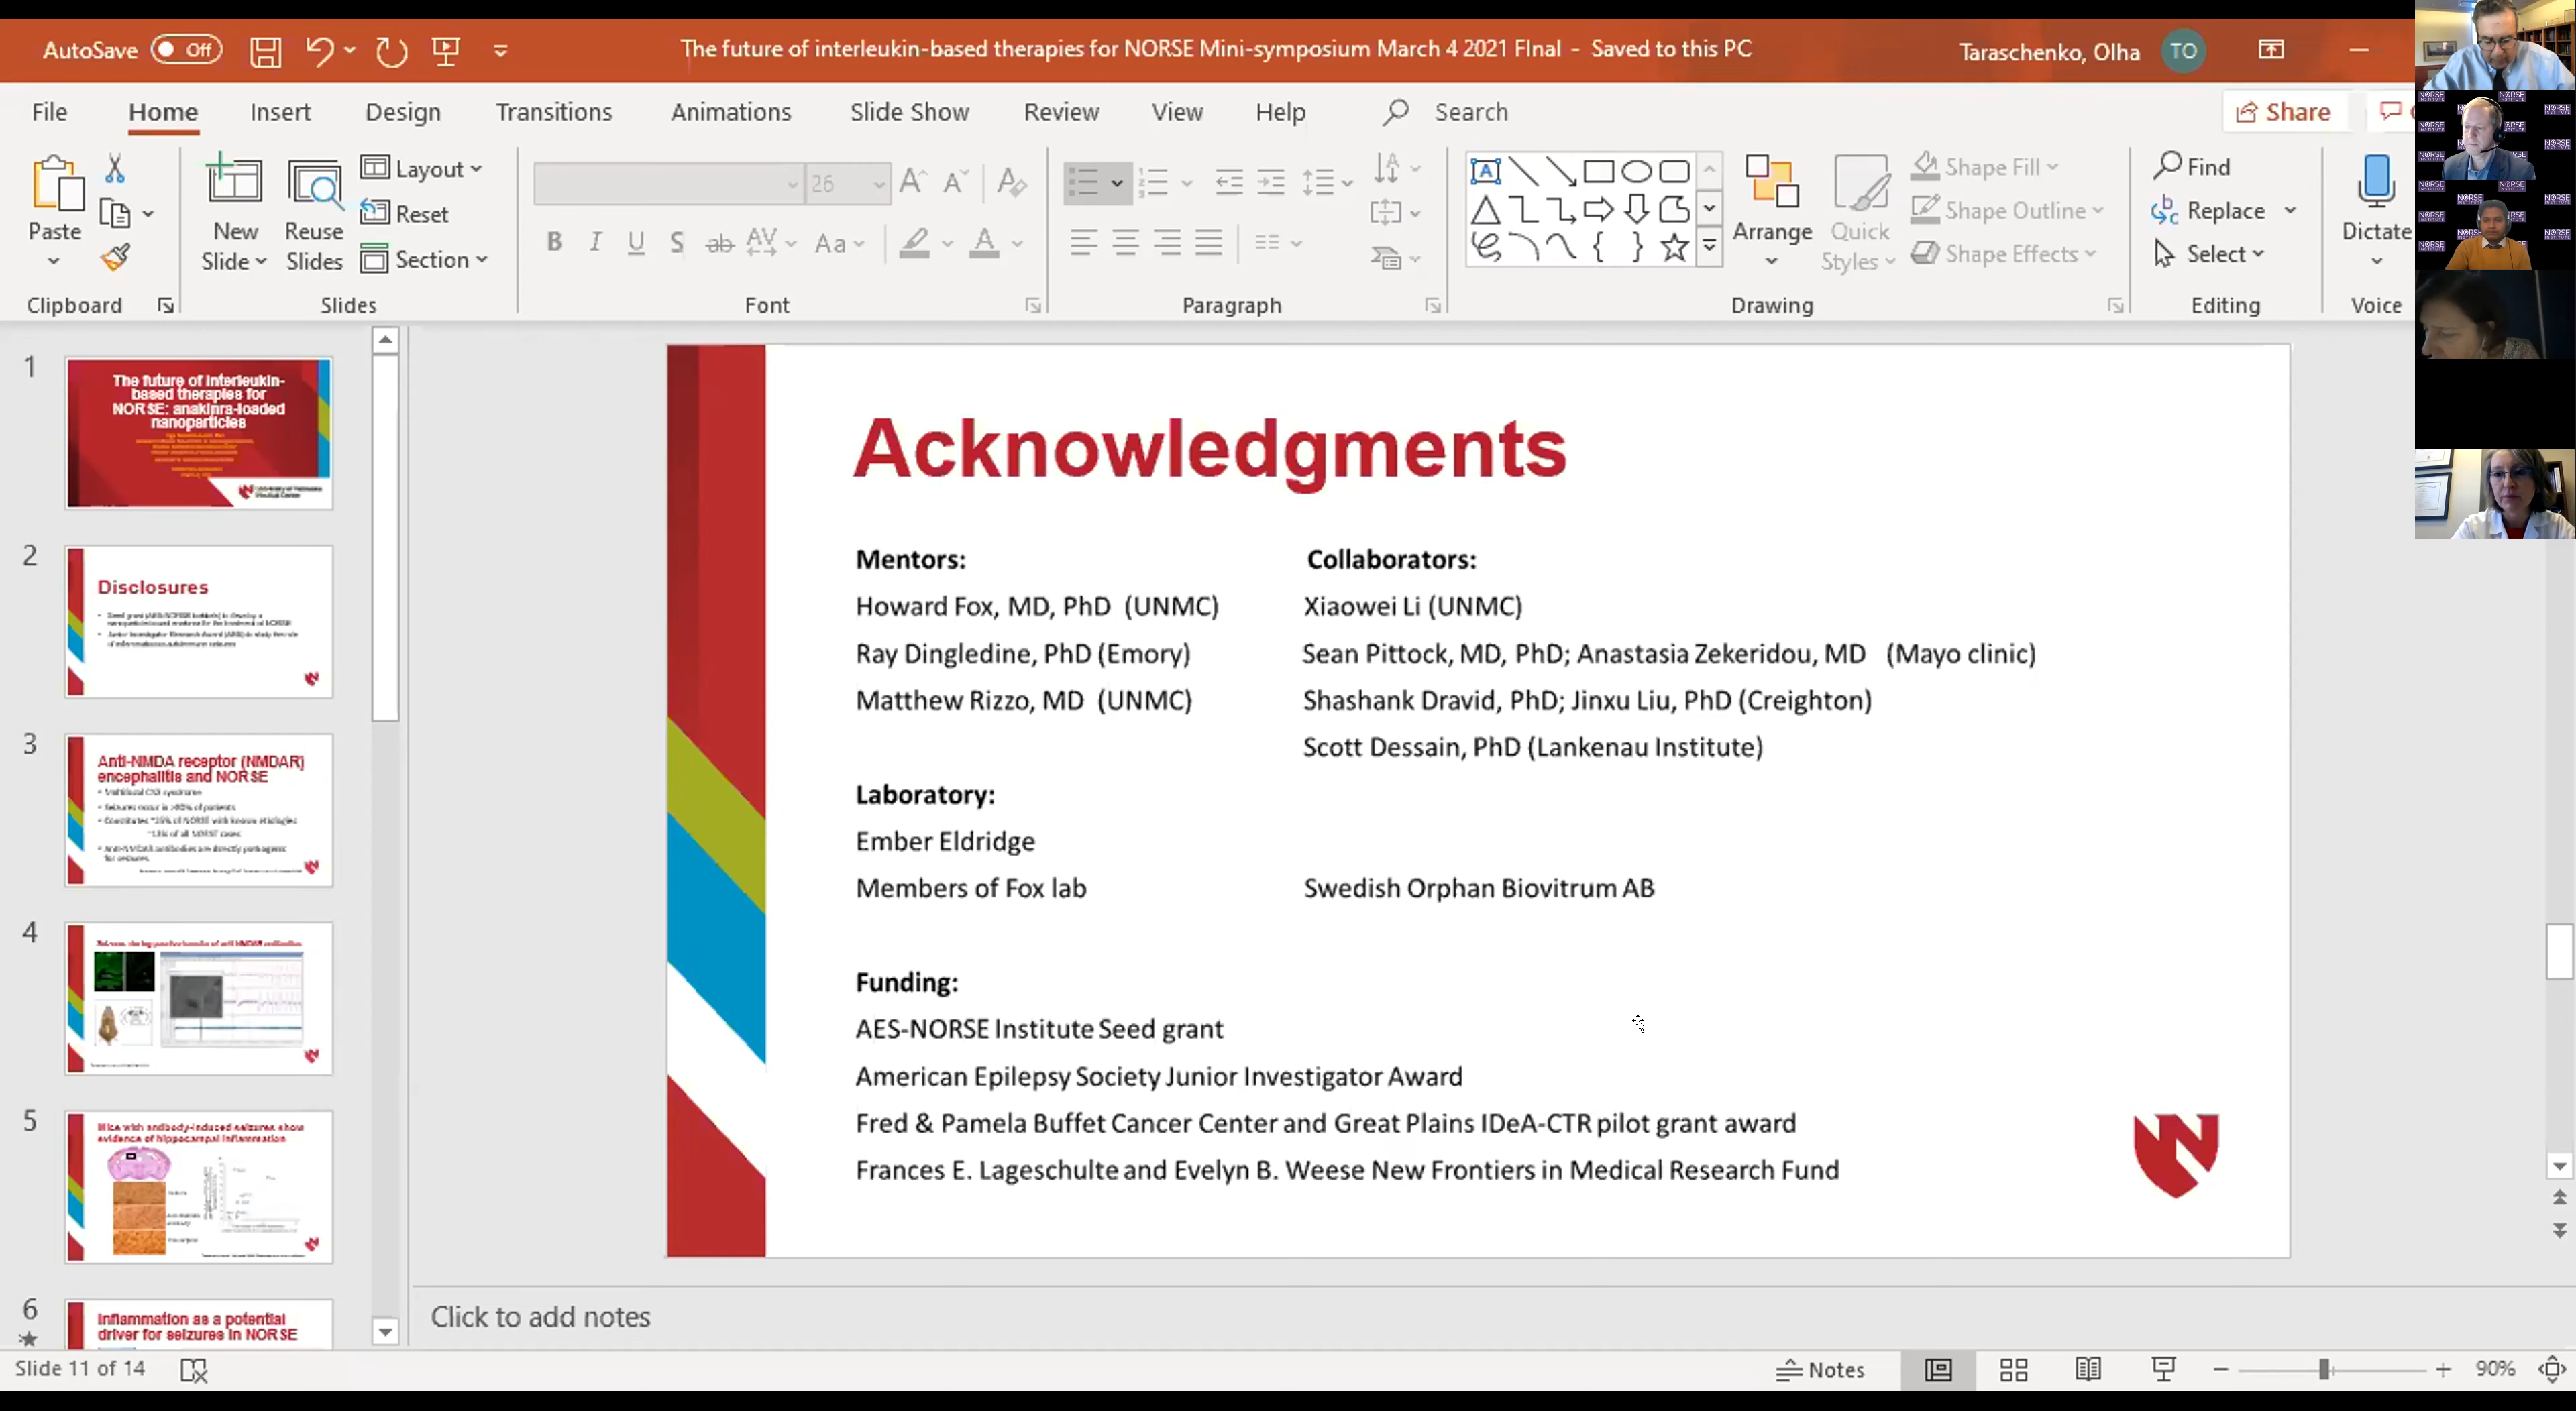 AutoSave Off
The future of interleukin-based therapies for NORSE Mini-symposium March 4 2021 FInal - Saved to this PC
Taraschenko, Olha TO
File Home Insert Design Transitions Animations Slide Show Review View Help Search
Share
Paste
New Slide
Reuse Slides
Layout
Reset
Section
26
Aa
Arrange
Quick Styles
Shape Fill
Shape Outline
Shape Effects
Find
Replace
Select
Dictate
Clipboard Slides Font Paragraph Drawing Editing Voice
1
The future of interleukin-
based therapies for
NORSE: anakinra-loaded
nanoparticles
2
Disclosures
3
Anti-NMDA receptor (NMDAR)
encephalitis and NORSE
4
5
Mice with antibody-induced seizures show
evidence of hippocampal inflammation
6
Inflammation as a potential
driver for seizures in NORSE
Acknowledgments
Mentors:
Howard Fox, MD, PhD (UNMC)
Ray Dingledine, PhD (Emory)
Matthew Rizzo, MD (UNMC)
Collaborators:
Xiaowei Li (UNMC)
Sean Pittock, MD, PhD; Anastasia Zekeridou, MD (Mayo clinic)
Shashank Dravid, PhD; Jinxu Liu, PhD (Creighton)
Scott Dessain, PhD (Lankenau Institute)
Laboratory:
Ember Eldridge
Members of Fox lab
Swedish Orphan Biovitrum AB
Funding:
AES-NORSE Institute Seed grant
American Epilepsy Society Junior Investigator Award
Fred & Pamela Buffet Cancer Center and Great Plains IDeA-CTR pilot grant award
Frances E. Lageschulte and Evelyn B. Weese New Frontiers in Medical Research Fund
Click to add notes
Slide 11 of 14
Notes
90%
NORSE INSTITUTE